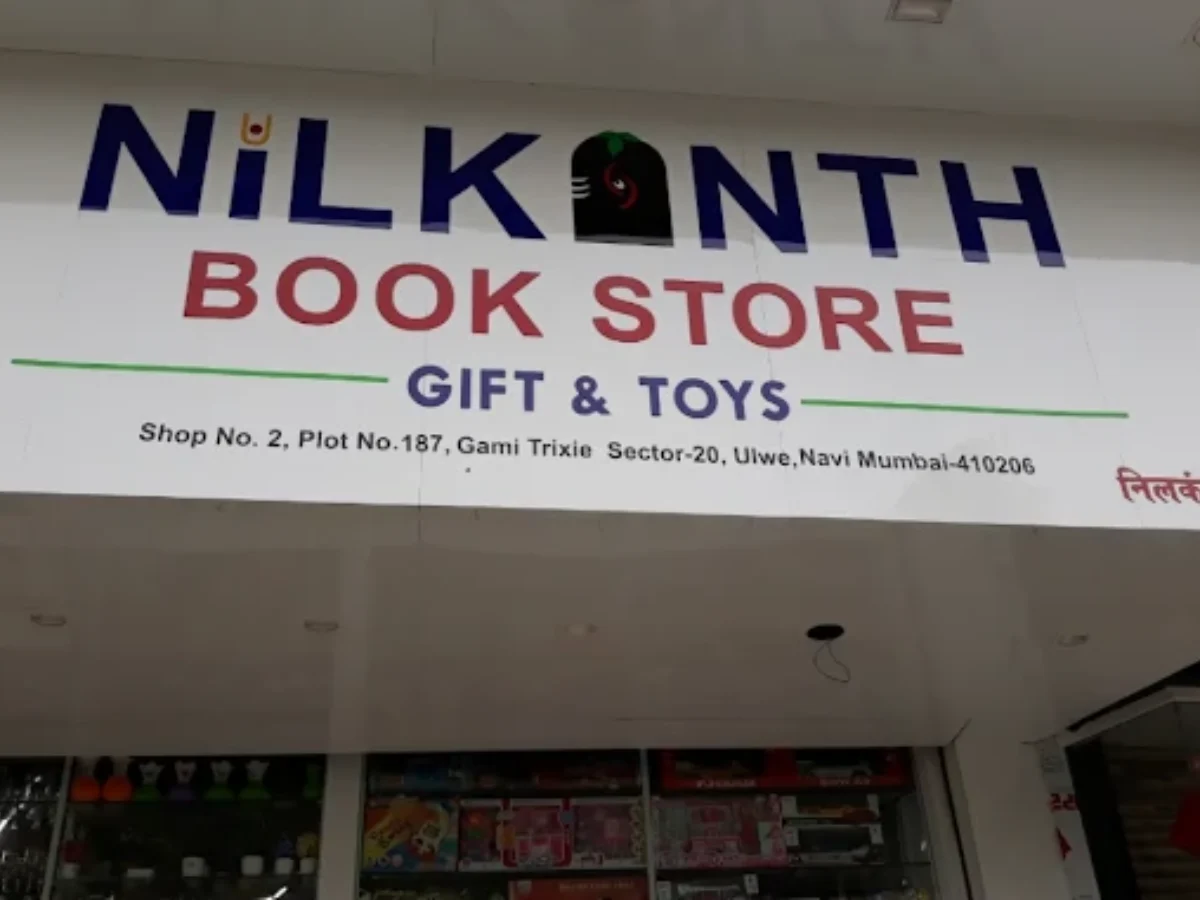 NiLKANTH
BOOK STORE
GIFT & TOYS
Shop No. 2, Plot No.187, Gami Trixie Sector-20, Ulwe,Navi Mumbai-410206
निलकं